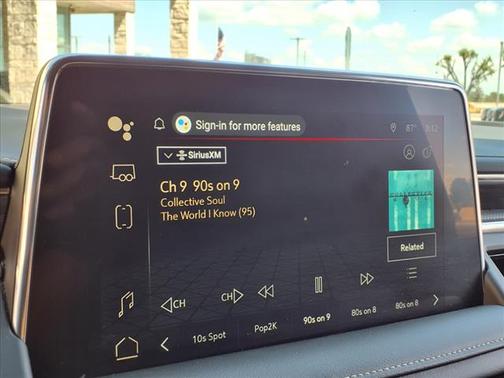 Sign-in for more features
87°
SiriusXM
Ch 9 90s on 9
Collective Soul
The World I Know (95)
Related
CH
CH
10s Spot
Pop2K
90s on 9
80s on 8
80s on 8